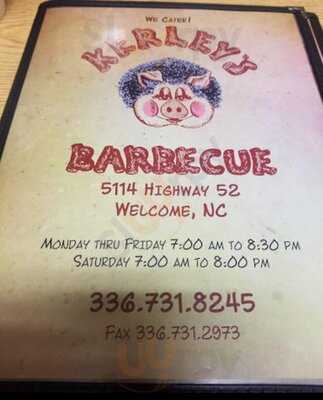 We Cater!
Kerley's
Barbecue
5114 Highway 52
Welcome, NC
Monday thru Friday 7:00 am to 8:30 pm
Saturday 7:00 am to 8:00 pm
336.731.8245
Fax 336.731.2973